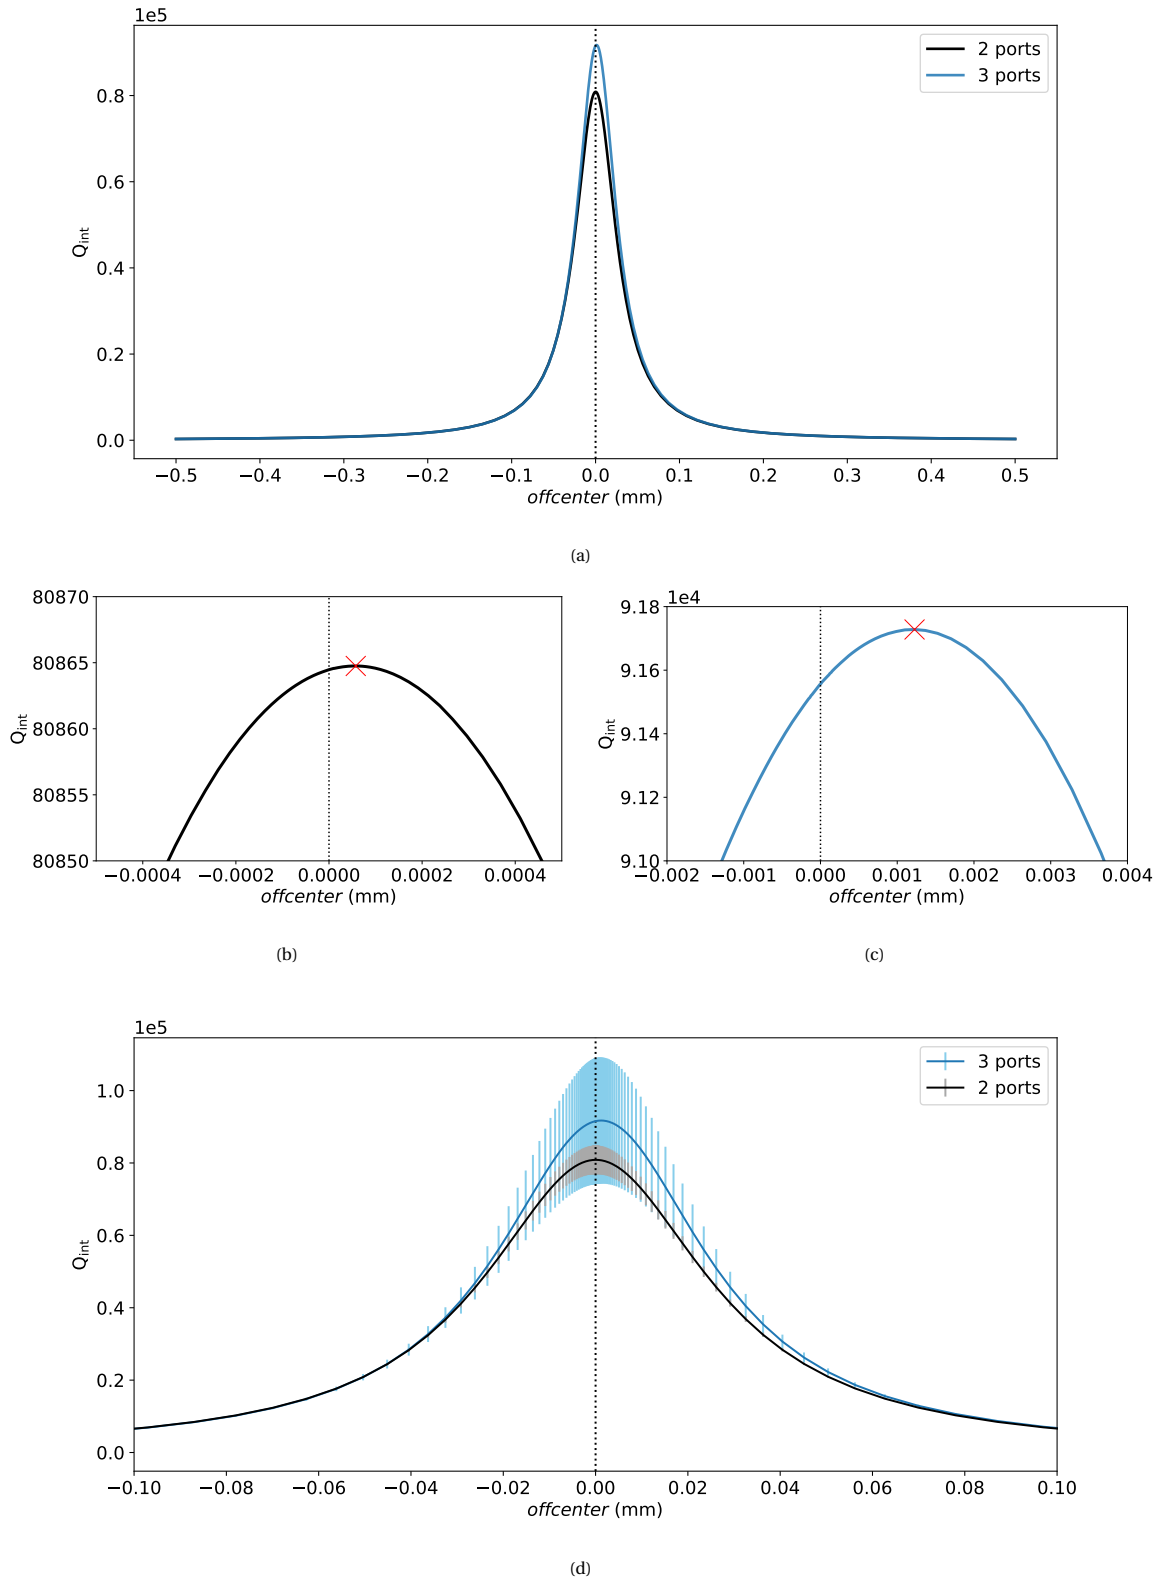 1e5
2 ports
3 ports
0.8
0.6
0.4
0.2
0.0
Qint
−0.5 −0.4 −0.3 −0.2 −0.1 0.0 0.1 0.2 0.3 0.4 0.5
offcenter (mm)
(a)
80870
80865
80860
80855
80850
Qint
−0.0004 −0.0002 0.0000 0.0002 0.0004
offcenter (mm)
(b)
1e4
9.18
9.16
9.14
9.12
9.10
Qint
−0.002 −0.001 0.000 0.001 0.002 0.003 0.004
offcenter (mm)
(c)
1e5
3 ports
2 ports
1.0
0.8
0.6
0.4
0.2
0.0
Qint
−0.10 −0.08 −0.06 −0.04 −0.02 0.00 0.02 0.04 0.06 0.08 0.10
offcenter (mm)
(d)